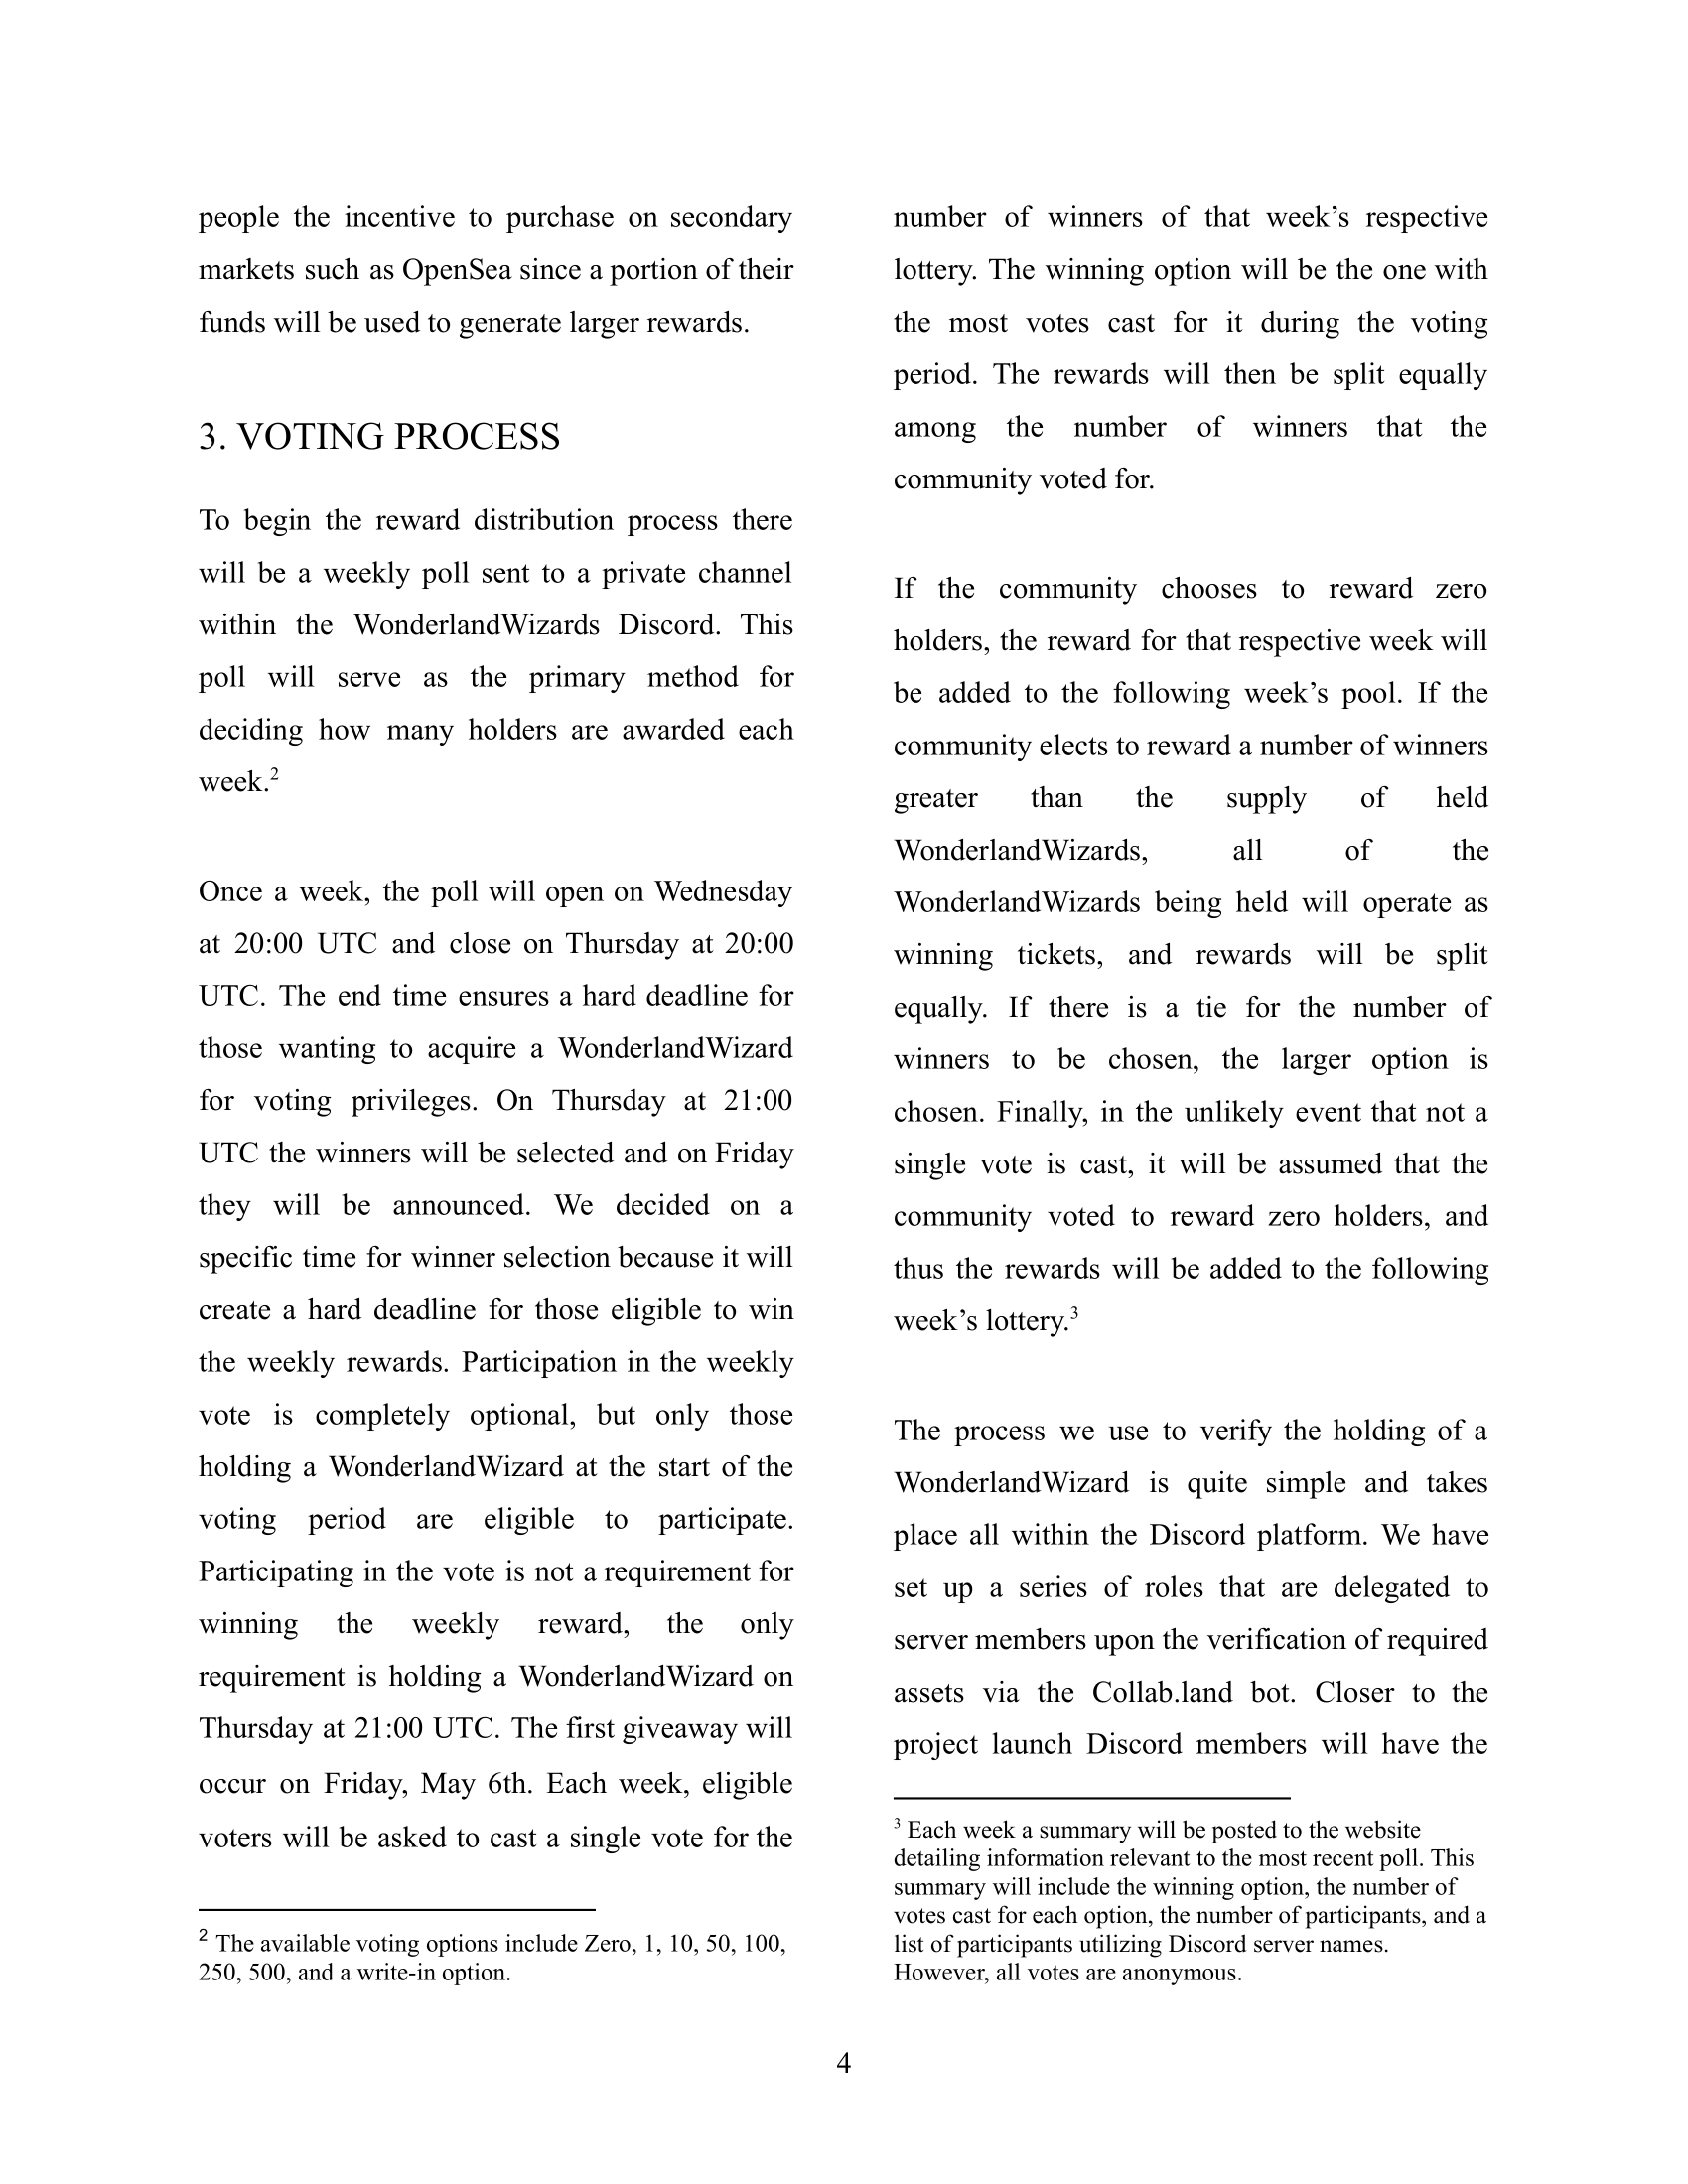 people the incentive to purchase on secondary
markets such as OpenSea since a portion of their
funds will be used to generate larger rewards.
3. VOTING PROCESS
To begin the reward distribution process there
will be a weekly poll sent to a private channel
within the WonderlandWizards Discord. This
poll will serve as the primary method for
deciding how many holders are awarded each
week.²
Once a week, the poll will open on Wednesday
at 20:00 UTC and close on Thursday at 20:00
UTC. The end time ensures a hard deadline for
those wanting to acquire a WonderlandWizard
for voting privileges. On Thursday at 21:00
UTC the winners will be selected and on Friday
they will be announced. We decided on a
specific time for winner selection because it will
create a hard deadline for those eligible to win
the weekly rewards. Participation in the weekly
vote is completely optional, but only those
holding a WonderlandWizard at the start of the
voting period are eligible to participate.
Participating in the vote is not a requirement for
winning the weekly reward, the only
requirement is holding a WonderlandWizard on
Thursday at 21:00 UTC. The first giveaway will
occur on Friday, May 6th. Each week, eligible
voters will be asked to cast a single vote for the
² The available voting options include Zero, 1, 10, 50, 100,
250, 500, and a write-in option.
number of winners of that week’s respective
lottery. The winning option will be the one with
the most votes cast for it during the voting
period. The rewards will then be split equally
among the number of winners that the
community voted for.
If the community chooses to reward zero
holders, the reward for that respective week will
be added to the following week’s pool. If the
community elects to reward a number of winners
greater than the supply of held
WonderlandWizards, all of the
WonderlandWizards being held will operate as
winning tickets, and rewards will be split
equally. If there is a tie for the number of
winners to be chosen, the larger option is
chosen. Finally, in the unlikely event that not a
single vote is cast, it will be assumed that the
community voted to reward zero holders, and
thus the rewards will be added to the following
week’s lottery.³
The process we use to verify the holding of a
WonderlandWizard is quite simple and takes
place all within the Discord platform. We have
set up a series of roles that are delegated to
server members upon the verification of required
assets via the Collab.land bot. Closer to the
project launch Discord members will have the
³ Each week a summary will be posted to the website
detailing information relevant to the most recent poll. This
summary will include the winning option, the number of
votes cast for each option, the number of participants, and a
list of participants utilizing Discord server names.
However, all votes are anonymous.
4